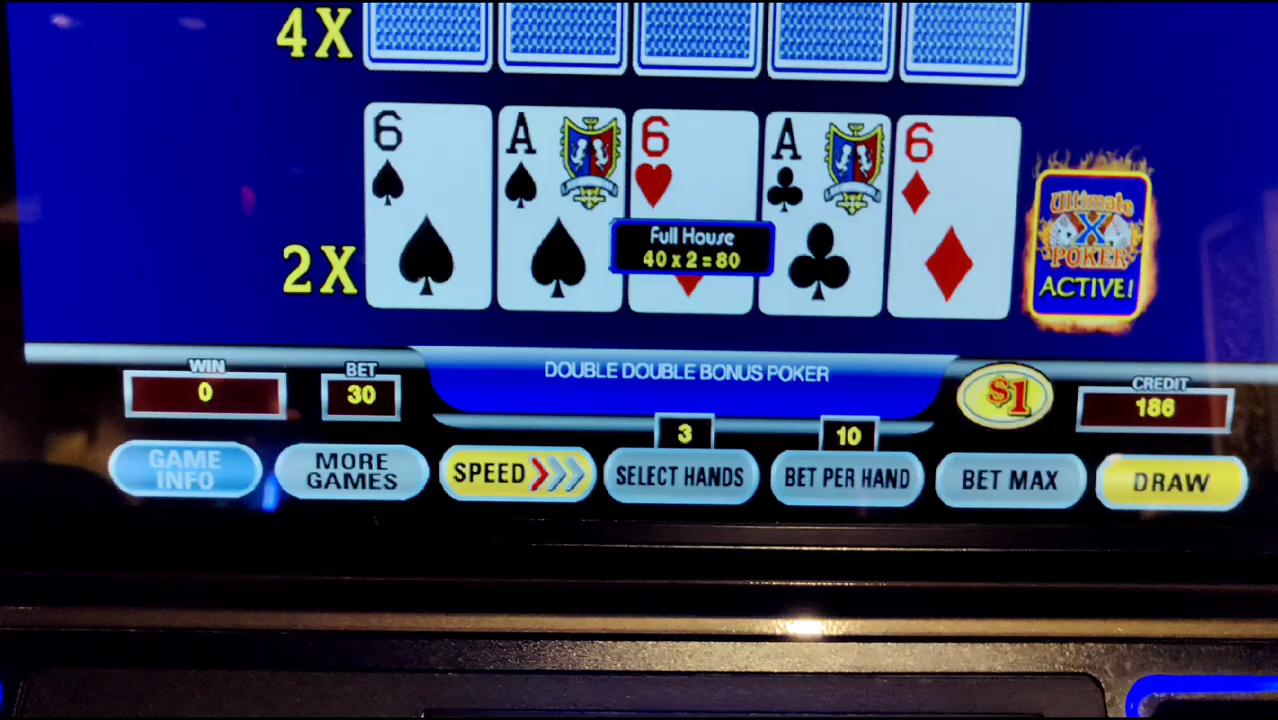 4X
6
A
6
A
6
Full House
40 x 2 = 80
2X
Ultimate
X
POKER
ACTIVE!
WIN
0
BET
30
DOUBLE DOUBLE BONUS POKER
$1
CREDIT
186
3
10
GAME
INFO
MORE
GAMES
SPEED
SELECT HANDS
BET PER HAND
BET MAX
DRAW